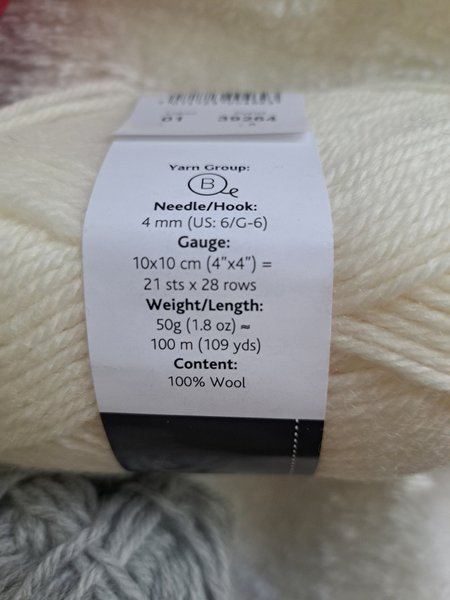 01 39264
Yarn Group:
B
Needle/Hook:
4 mm (US: 6/G-6)
Gauge:
10x10 cm (4"x4") =
21 sts x 28 rows
Weight/Length:
50g (1.8 oz) ≈
100 m (109 yds)
Content:
100% Wool